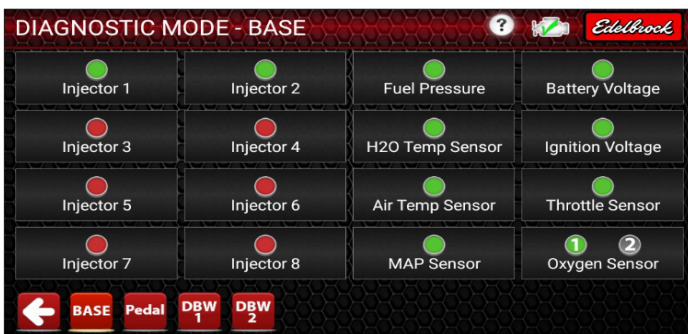 DIAGNOSTIC MODE - BASE ? Edelbrock
Injector 1 Injector 2 Fuel Pressure Battery Voltage
Injector 3 Injector 4 H2O Temp Sensor Ignition Voltage
Injector 5 Injector 6 Air Temp Sensor Throttle Sensor
1 2
Injector 7 Injector 8 MAP Sensor Oxygen Sensor
BASE Pedal DBW 1 DBW 2